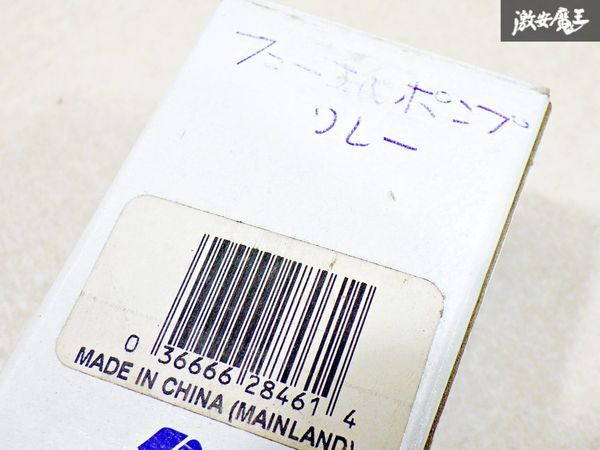 激安魔王
フューエルポンプ
リレー
0 36666 28461 4
MADE IN CHINA (MAINLAND)